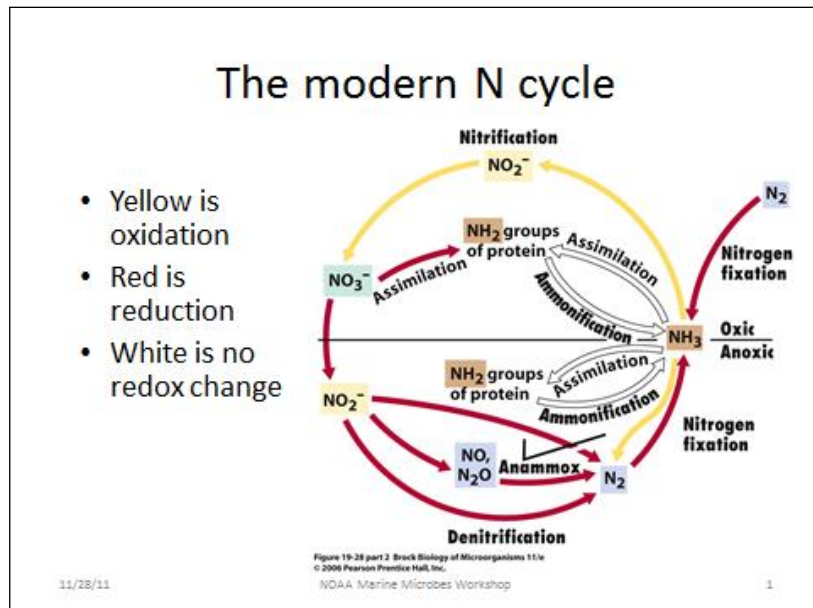 The modern N cycle
• Yellow is
oxidation
• Red is
reduction
• White is no
redox change
Nitrification
NO₂⁻
N₂
NH₂ groups
of protein
Assimilation
Nitrogen
fixation
NO₃⁻
Assimilation
Ammonification
NH₃
Oxic
Anoxic
NH₂ groups
of protein
Assimilation
Ammonification
NO₂⁻
Nitrogen
fixation
NO,
N₂O
Anammox
N₂
Denitrification
Figure 19-28 part 2 Brock Biology of Microorganisms 11/e
© 2006 Pearson Prentice Hall, Inc.
11/28/11
NOAA Marine Microbes Workshop
1